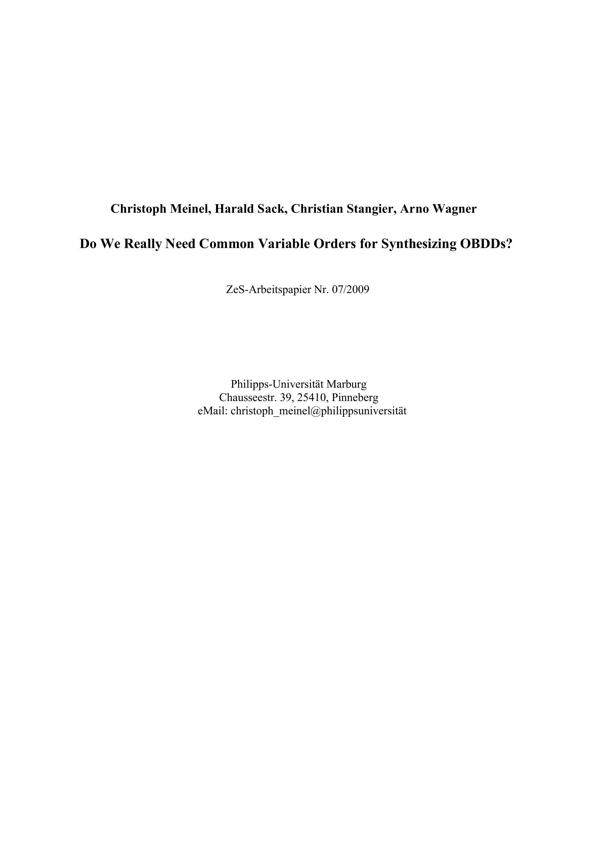 Christoph Meinel, Harald Sack, Christian Stangier, Arno Wagner
Do We Really Need Common Variable Orders for Synthesizing OBDDs?
ZeS-Arbeitspapier Nr. 07/2009
Philipps-Universität Marburg
Chausseestr. 39, 25410, Pinneberg
eMail: christoph_meinel@philippsuniversität